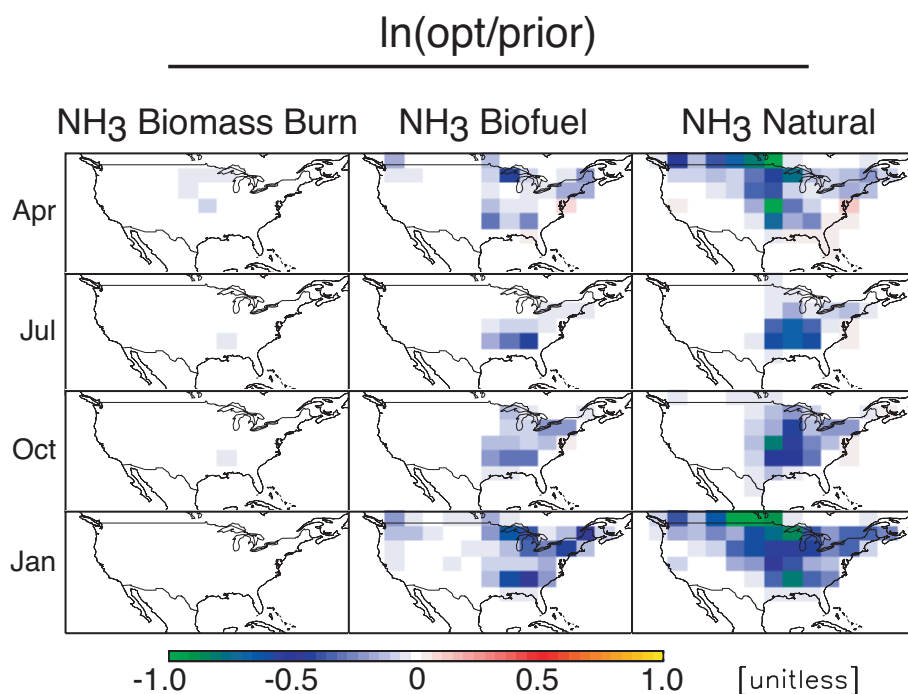 ln(opt/prior)
NH3 Biomass Burn NH3 Biofuel NH3 Natural
Apr
Jul
Oct
Jan
-1.0 -0.5 0 0.5 1.0 [unitless]